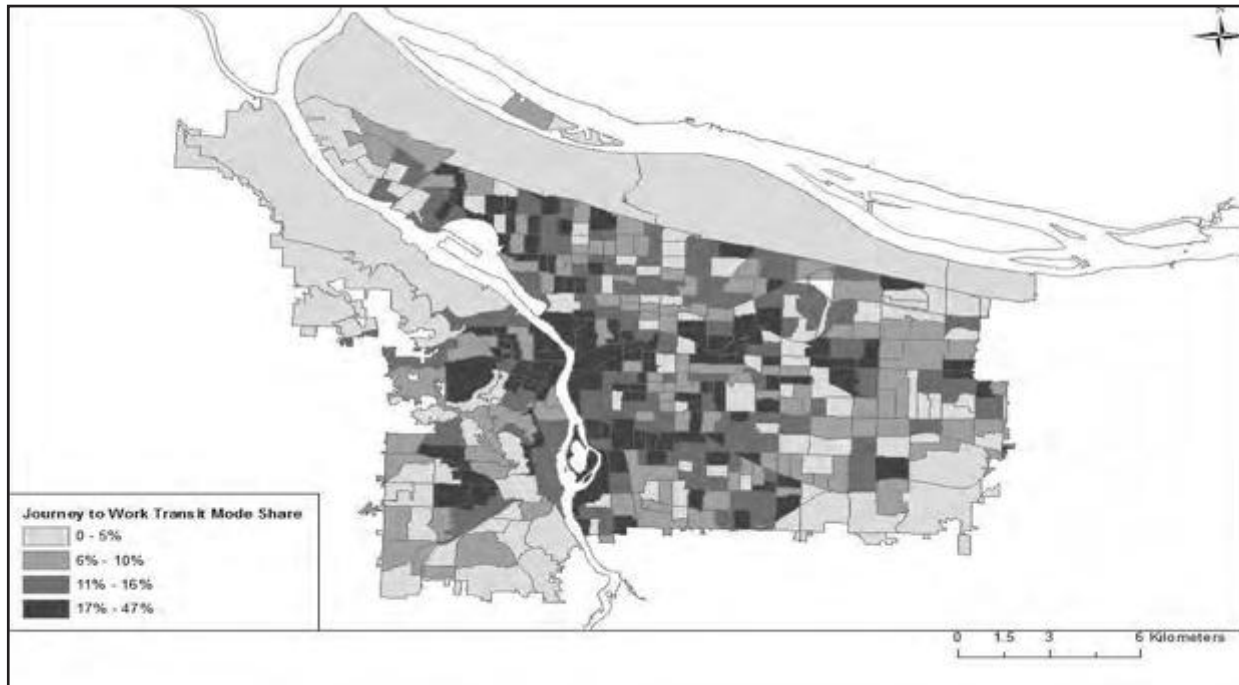 Journey to Work Transit Mode Share
0 - 5%
6% - 10%
11% - 16%
17% - 47%
0 1.5 3 6 Kilometers